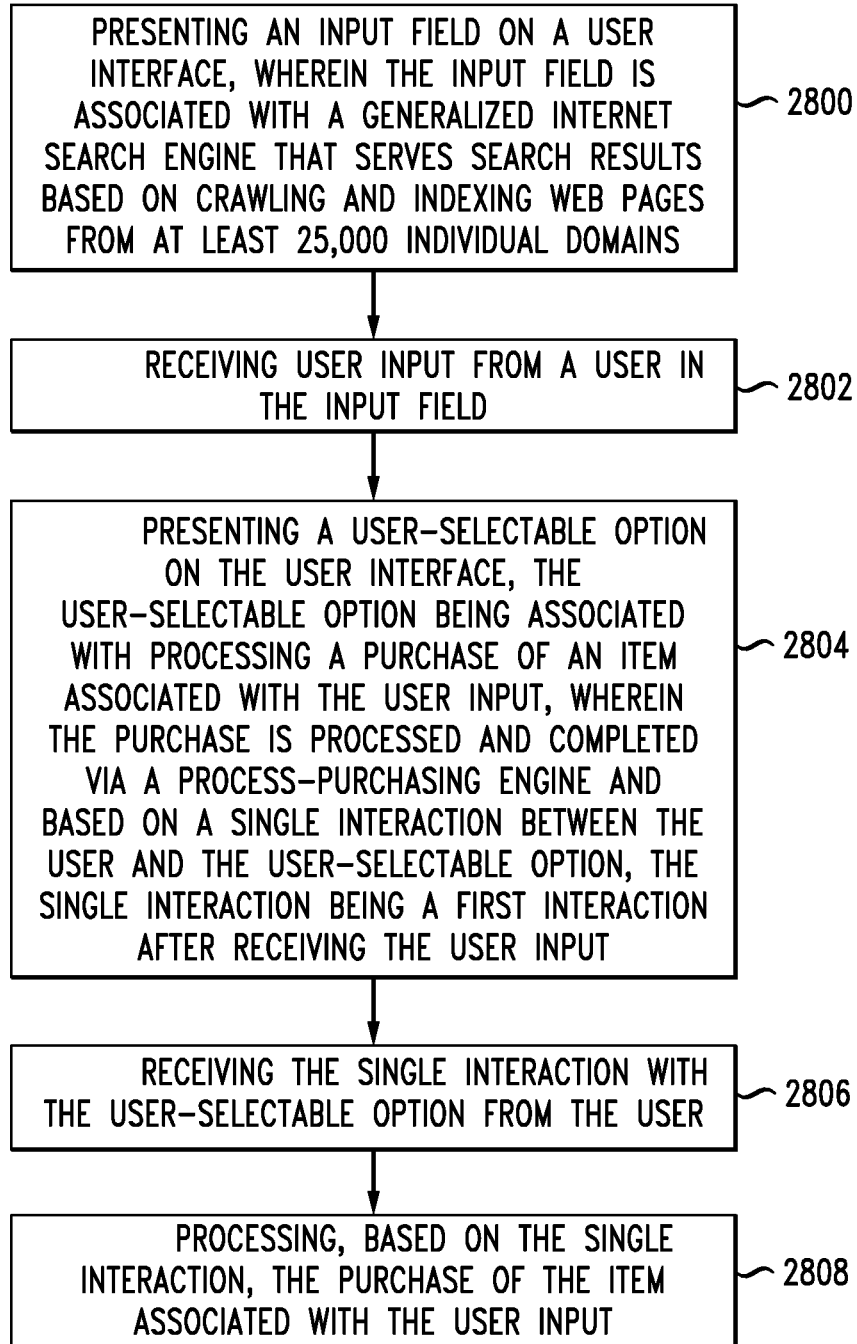 PRESENTING AN INPUT FIELD ON A USER
INTERFACE, WHEREIN THE INPUT FIELD IS
ASSOCIATED WITH A GENERALIZED INTERNET
SEARCH ENGINE THAT SERVES SEARCH RESULTS
BASED ON CRAWLING AND INDEXING WEB PAGES
FROM AT LEAST 25,000 INDIVIDUAL DOMAINS
2800
RECEIVING USER INPUT FROM A USER IN
THE INPUT FIELD
2802
PRESENTING A USER–SELECTABLE OPTION
ON THE USER INTERFACE, THE
USER–SELECTABLE OPTION BEING ASSOCIATED
WITH PROCESSING A PURCHASE OF AN ITEM
ASSOCIATED WITH THE USER INPUT, WHEREIN
THE PURCHASE IS PROCESSED AND COMPLETED
VIA A PROCESS–PURCHASING ENGINE AND
BASED ON A SINGLE INTERACTION BETWEEN THE
USER AND THE USER–SELECTABLE OPTION, THE
SINGLE INTERACTION BEING A FIRST INTERACTION
AFTER RECEIVING THE USER INPUT
2804
RECEIVING THE SINGLE INTERACTION WITH
THE USER–SELECTABLE OPTION FROM THE USER
2806
PROCESSING, BASED ON THE SINGLE
INTERACTION, THE PURCHASE OF THE ITEM
ASSOCIATED WITH THE USER INPUT
2808